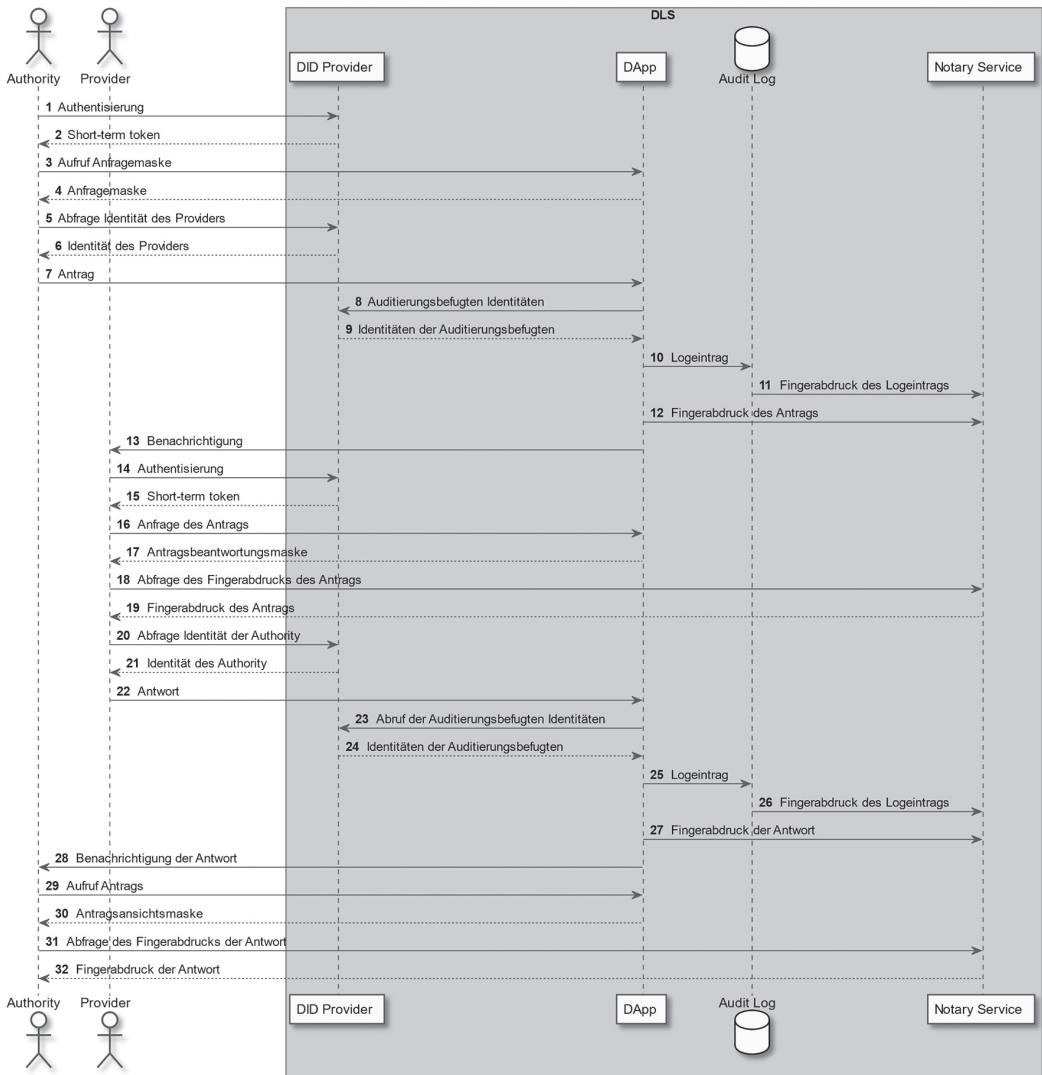 DLS
Authority
Provider
DID Provider
DApp
Audit Log
Notary Service
1 Authentisierung
2 Short-term token
3 Aufruf Anfragemaske
4 Anfragemaske
5 Abfrage Identität des Providers
6 Identität des Providers
7 Antrag
8 Auditierungsbefugten Identitäten
9 Identitäten der Auditierungsbefugten
10 Logeintrag
11 Fingerabdruck des Logeintrags
12 Fingerabdruck des Antrags
13 Benachrichtigung
14 Authentisierung
15 Short-term token
16 Anfrage des Antrags
17 Antragsbeantwortungsmaske
18 Abfrage des Fingerabdrucks des Antrags
19 Fingerabdruck des Antrags
20 Abfrage Identität der Authority
21 Identität des Authority
22 Antwort
23 Abruf der Auditierungsbefugten Identitäten
24 Identitäten der Auditierungsbefugten
25 Logeintrag
26 Fingerabdruck des Logeintrags
27 Fingerabdruck der Antwort
28 Benachrichtigung der Antwort
29 Aufruf Antrags
30 Antragsansichtsmaske
31 Abfrage des Fingerabdrucks der Antwort
32 Fingerabdruck der Antwort
Authority
Provider
DID Provider
DApp
Audit Log
Notary Service